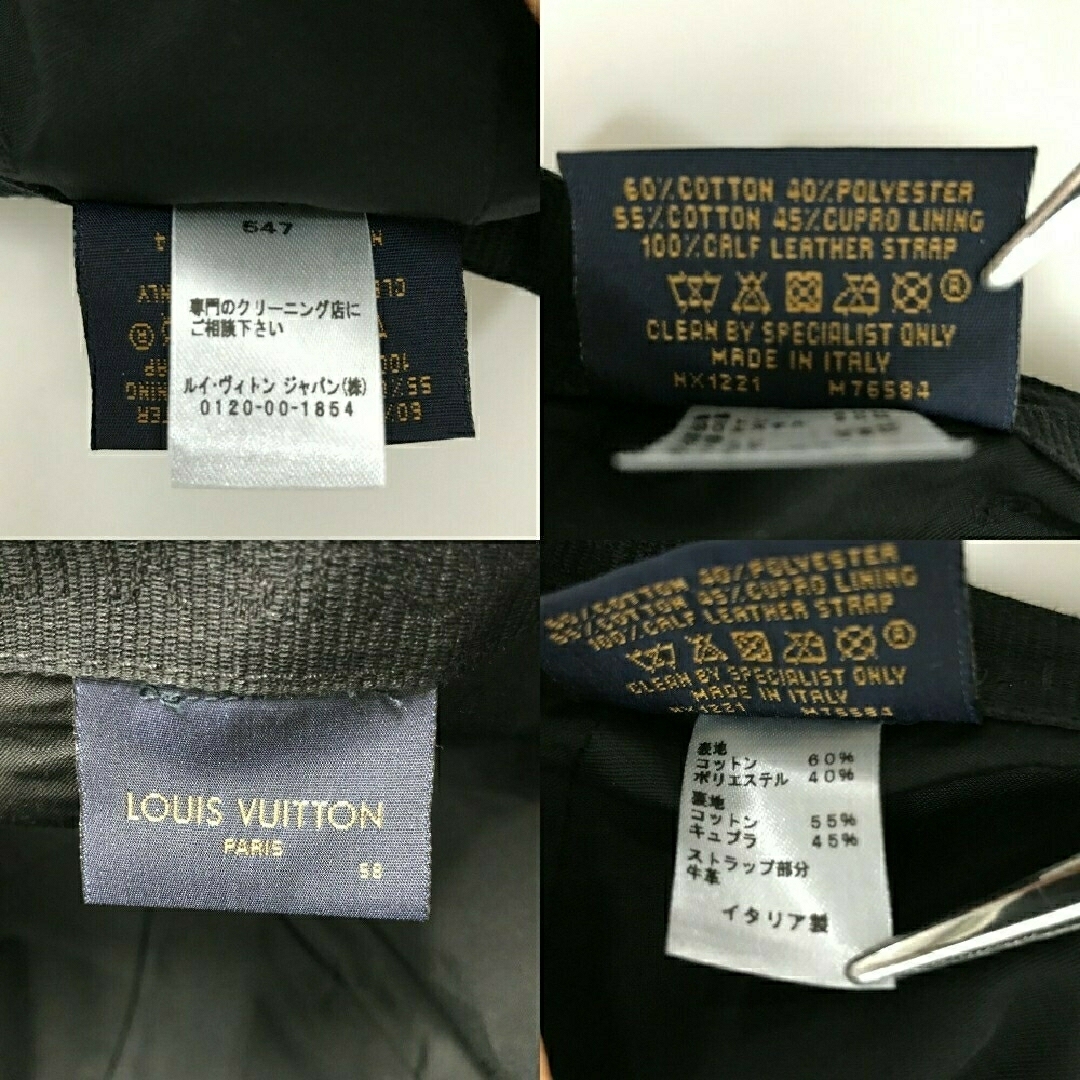 647
専門のクリーニング店に
ご相談下さい
ルイ・ヴィトン ジャパン(株)
0120-00-1854
60%COTTON 40%POLYESTER
55%COTTON 45%CUPRO LINING
100%CALF LEATHER STRAP
®
CLEAN BY SPECIALIST ONLY
MADE IN ITALY
HX1221 M76584
LOUIS VUITTON
PARIS
58
60%COTTON 40%POLYESTER
55%COTTON 45%CUPRO LINING
100%CALF LEATHER STRAP
®
CLEAN BY SPECIALIST ONLY
MADE IN ITALY
HX1221 M76584
表地
コットン 60%
ポリエステル 40%
裏地
コットン 55%
キュプラ 45%
ストラップ部分
牛革
イタリア製